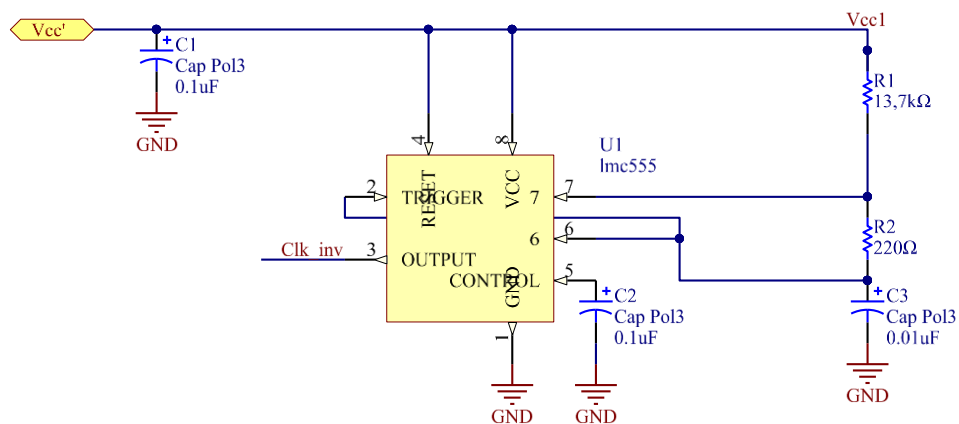 Vcc'
Vcc1
C1
Cap Pol3
0.1uF
GND
R1
13,7kΩ
4
8
U1
lmc555
2
TRIGGER
RESET
VCC
7
7
R2
220Ω
6
6
Clk_inv
3
OUTPUT
CONTROL
GND
5
C2
Cap Pol3
0.1uF
C3
Cap Pol3
0.01uF
1
GND
GND
GND